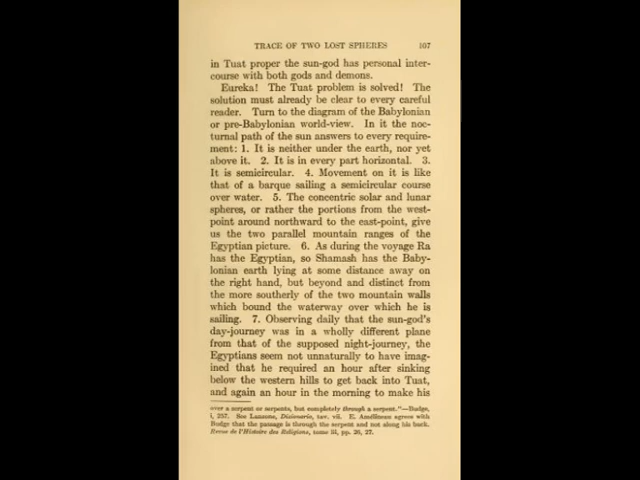 TRACE OF TWO LOST SPHERES 107
in Tuat proper the sun-god has personal inter-
course with both gods and demons.
Eureka! The Tuat problem is solved! The
solution must already be clear to every careful
reader. Turn to the diagram of the Babylonian
or pre-Babylonian world-view. In it the noc-
turnal path of the sun answers to every require-
ment: 1. It is neither under the earth, nor yet
above it. 2. It is in every part horizontal. 3.
It is semicircular. 4. Movement on it is like
that of a barque sailing a semicircular course
over water. 5. The concentric solar and lunar
spheres, or rather the portions from the west-
point around northward to the east-point, give
us the two parallel mountain ranges of the
Egyptian picture. 6. As during the voyage Ra
has the Egyptian, so Shamash has the Baby-
lonian earth lying at some distance away on
the right hand, but beyond and distinct from
the more southerly of the two mountain walls
which bound the waterway over which he is
sailing. 7. Observing daily that the sun-god's
day-journey was in a wholly different plane
from that of the supposed night-journey, the
Egyptians seem not unnaturally to have imag-
ined that he required an hour after sinking
below the western hills to get back into Tuat,
and again an hour in the morning to make his
over a serpent or serpents, but completely through a serpent."—Budge,
i, 257. See Lanzone, Dizionario, tav. vii. E. Amélineau agrees with
Budge that the passage is through the serpent and not along his back.
Revue de l'Histoire des Religions, tome lii, pp. 26, 27.